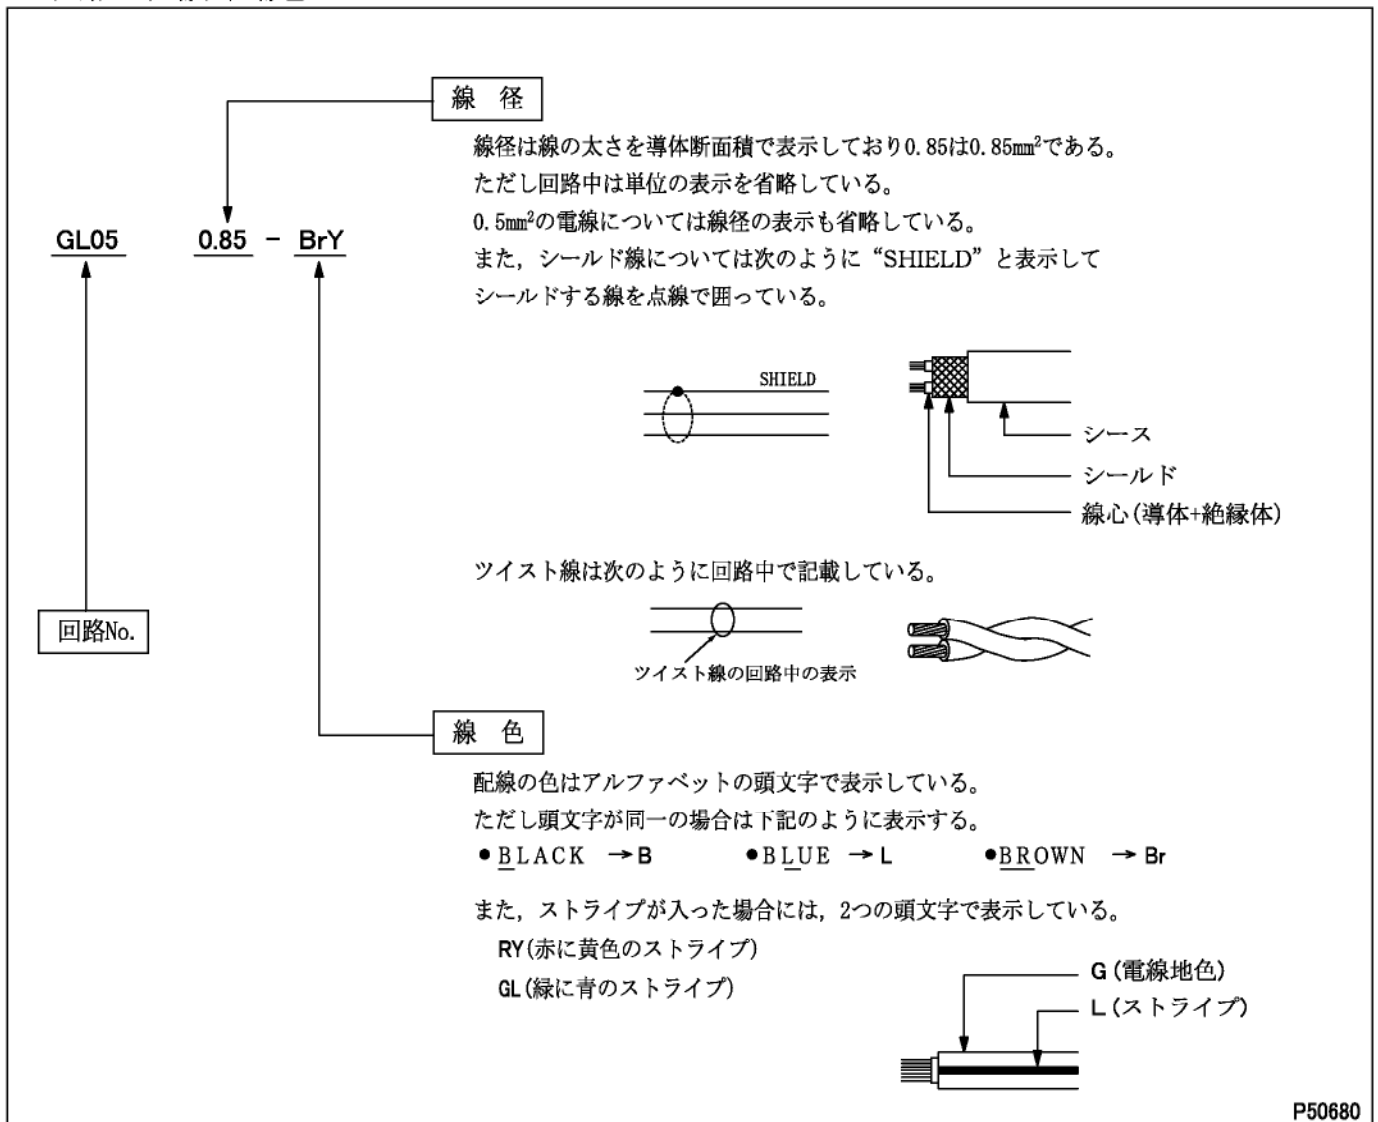 線　径
線径は線の太さを導体断面積で表示しており0.85は0.85mm²である。
ただし回路中は単位の表示を省略している。
0.5mm²の電線については線径の表示も省略している。
また，シールド線については次のように“SHIELD”と表示して
シールドする線を点線で囲っている。
GL05　0.85 - BrY
SHIELD
シース
シールド
線心(導体+絶縁体)
ツイスト線は次のように回路中で記載している。
回路No.
ツイスト線の回路中の表示
線　色
配線の色はアルファベットの頭文字で表示している。
ただし頭文字が同一の場合は下記のように表示する。
●BLACK →B　●BLUE →L　●BROWN →Br
また，ストライプが入った場合には，2つの頭文字で表示している。
RY(赤に黄色のストライプ)
GL(緑に青のストライプ)
G(電線地色)
L(ストライプ)
P50680